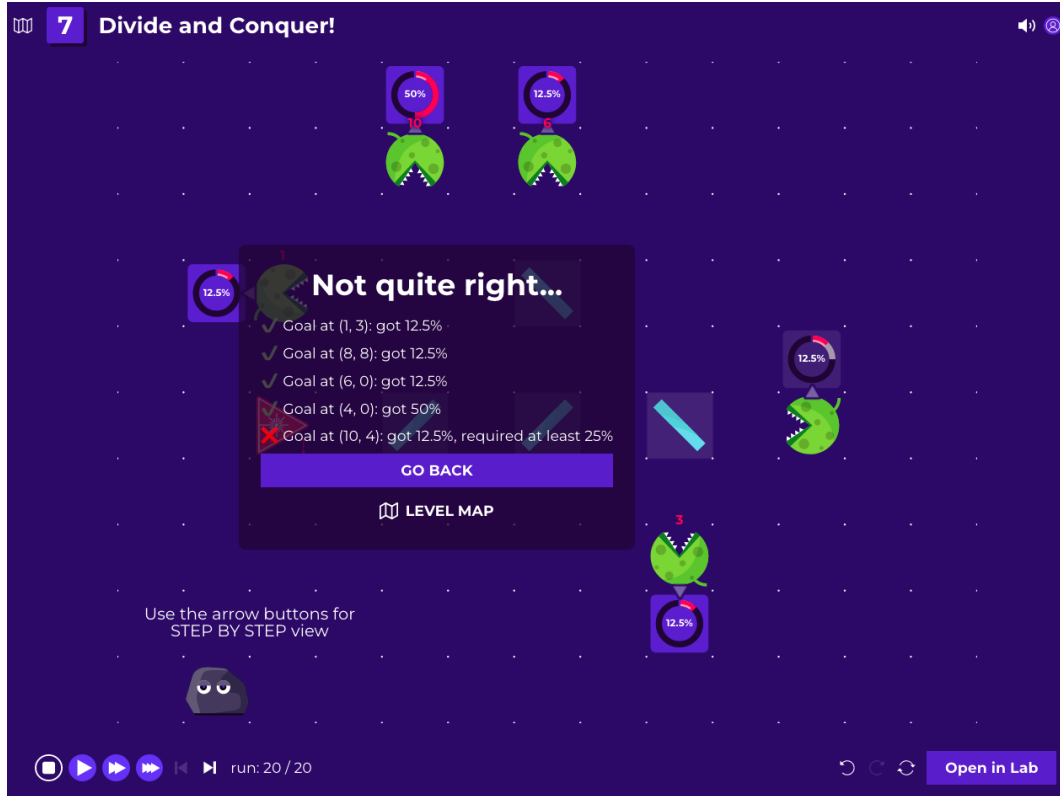 7 Divide and Conquer!
50%
12.5%
10
6
1
12.5%
Not quite right...
Goal at (1, 3): got 12.5%
Goal at (8, 8): got 12.5%
Goal at (6, 0): got 12.5%
Goal at (4, 0): got 50%
Goal at (10, 4): got 12.5%, required at least 25%
12.5%
GO BACK
LEVEL MAP
3
12.5%
Use the arrow buttons for
STEP BY STEP view
run: 20 / 20
Open in Lab